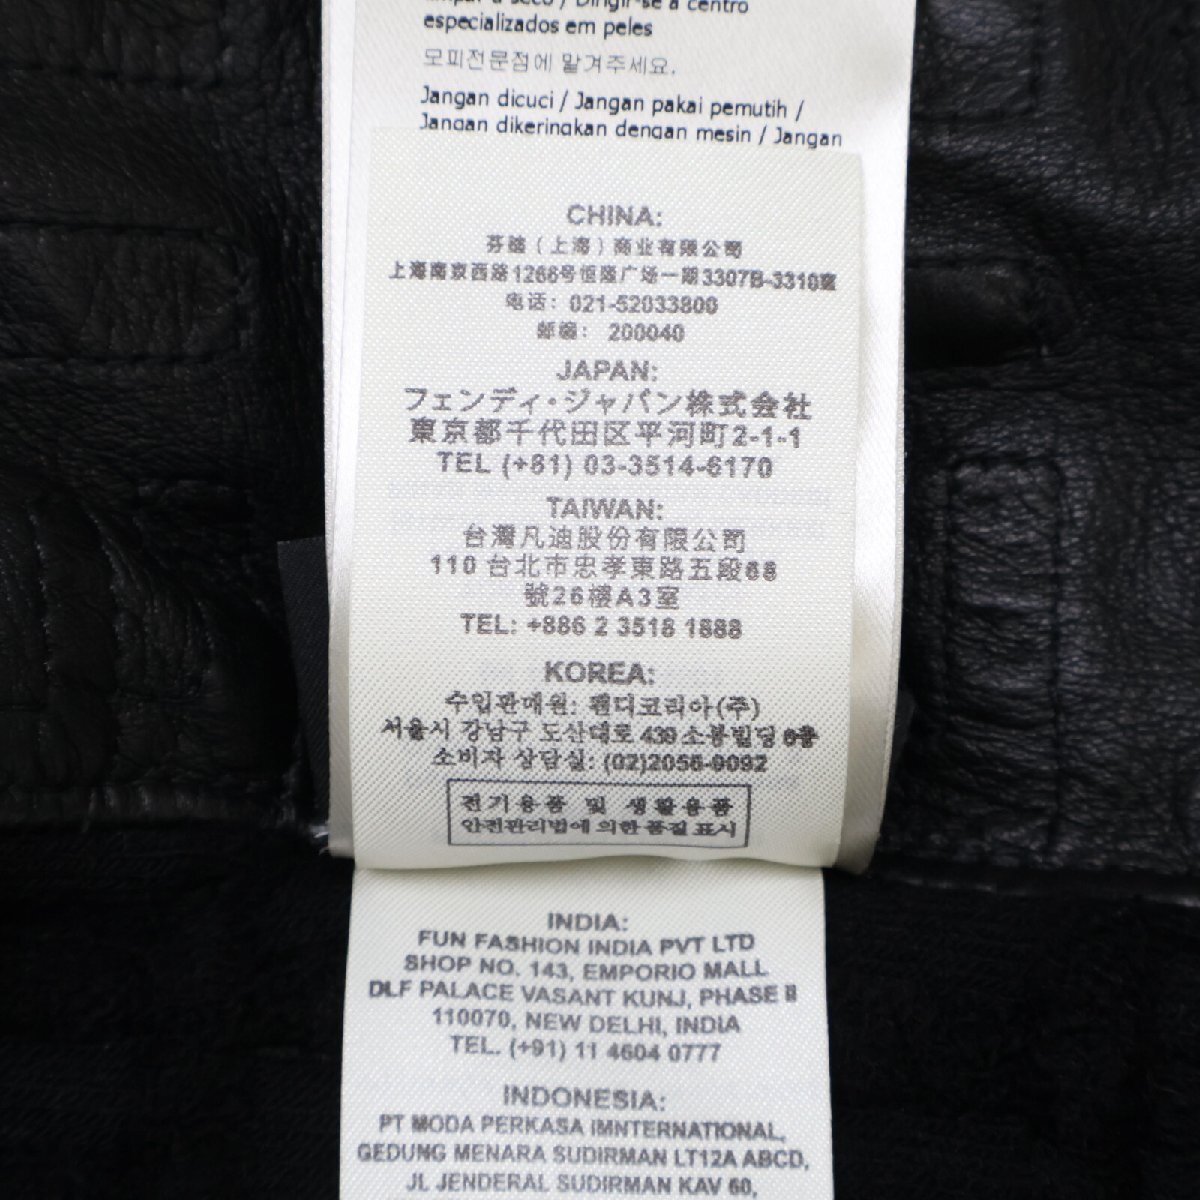 Limpar a seco / Dirigir-se a centro
especializados em peles
모피전문점에 맡겨주세요.
Jangan dicuci / Jangan pakai pemutih /
Jangan dikeringkan dengan mesin / Jangan
CHINA:
芬迪（上海）商业有限公司
上海南京西路1266号恒隆广场一期3307B-3310室
电话：021-52033800
邮编：200040
JAPAN:
フェンディ・ジャパン株式会社
東京都千代田区平河町2-1-1
TEL (+81) 03-3514-6170
TAIWAN:
台灣凡迪股份有限公司
110 台北市忠孝東路五段68
號26樓A3室
TEL: +886 2 3518 1888
KOREA:
수입판매원: 펜디코리아(주)
서울시 강남구 도산대로 430 소봉빌딩 6층
소비자 상담실: (02)2056-9092
전기용품 및 생활용품
안전관리법에 의한 품질 표시
INDIA:
FUN FASHION INDIA PVT LTD
SHOP NO. 143, EMPORIO MALL
DLF PALACE VASANT KUNJ, PHASE II
110070, NEW DELHI, INDIA
TEL. (+91) 11 4604 0777
INDONESIA:
PT MODA PERKASA IMNTERNATIONAL,
GEDUNG MENARA SUDIRMAN LT12A ABCD,
JL JENDERAL SUDIRMAN KAV 60,